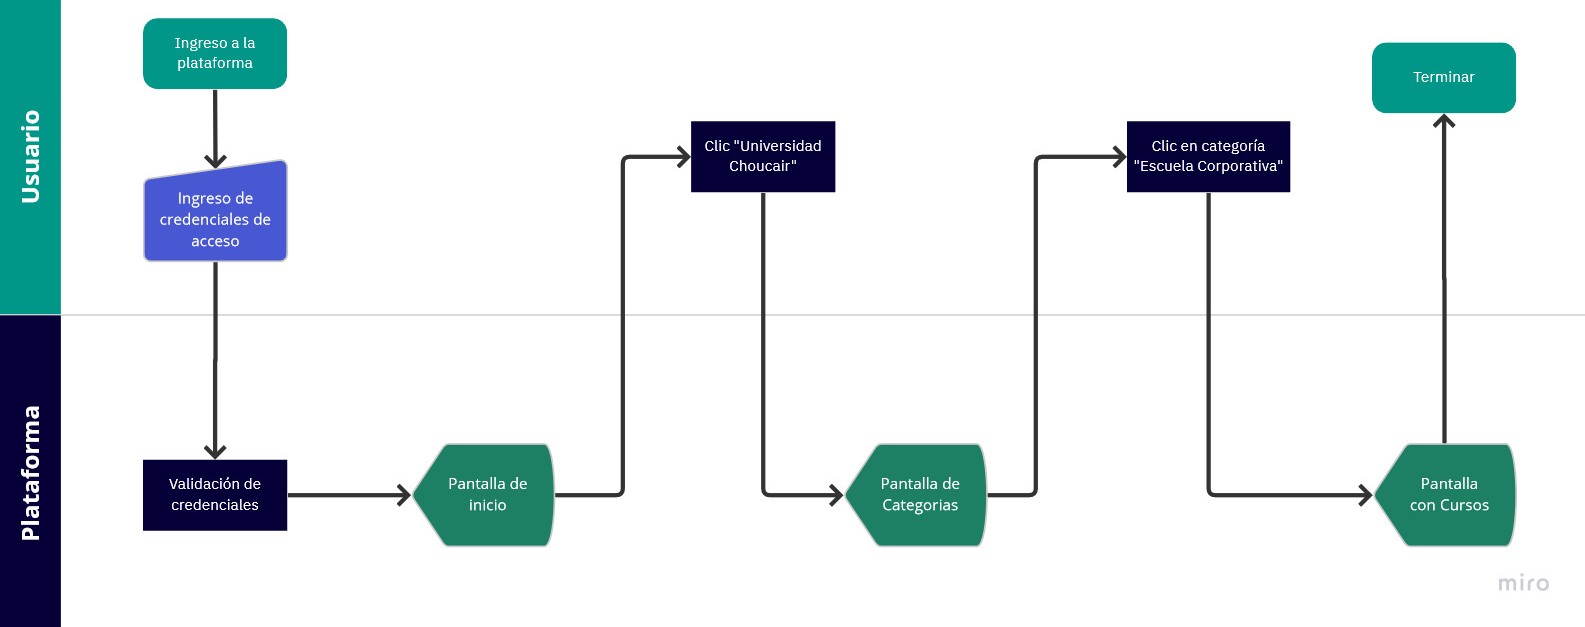 Usuario
Ingreso a la
plataforma
Ingreso de
credenciales de
acceso
Clic "Universidad
Choucair"
Clic en categoría
"Escuela Corporativa"
Terminar
Plataforma
Validación de
credenciales
Pantalla de
inicio
Pantalla de
Categorias
Pantalla
con Cursos
miro